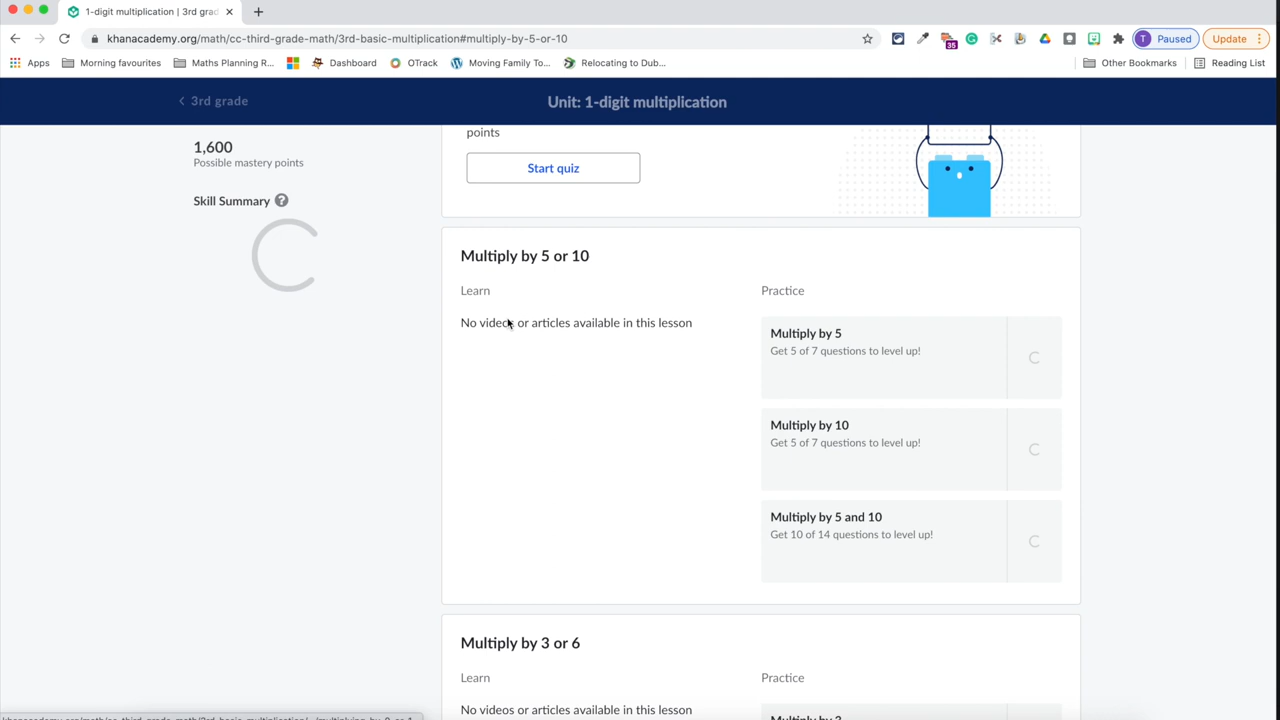 1-digit multiplication | 3rd grad
khanacademy.org/math/cc-third-grade-math/3rd-basic-multiplication#multiply-by-5-or-10
35
T Paused
Update
Apps
Morning favourites
Maths Planning R...
Dashboard
OTrack
Moving Family To...
Relocating to Dub...
Other Bookmarks
Reading List
3rd grade
Unit: 1-digit multiplication
1,600
Possible mastery points
Skill Summary ?
points
Start quiz
Multiply by 5 or 10
Learn
Practice
No videos or articles available in this lesson
Multiply by 5
Get 5 of 7 questions to level up!
Multiply by 10
Get 5 of 7 questions to level up!
Multiply by 5 and 10
Get 10 of 14 questions to level up!
Multiply by 3 or 6
Learn
Practice
No videos or articles available in this lesson